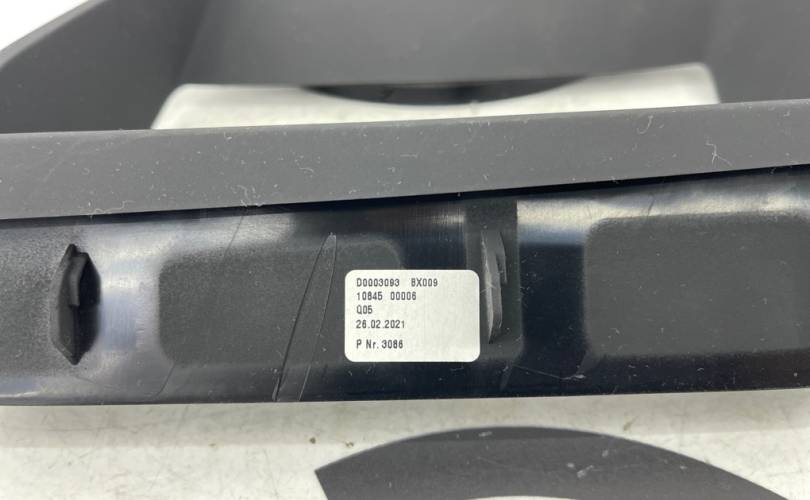 D0003093 BX009
10845 00006
Q05
26.02.2021
P Nr. 3086